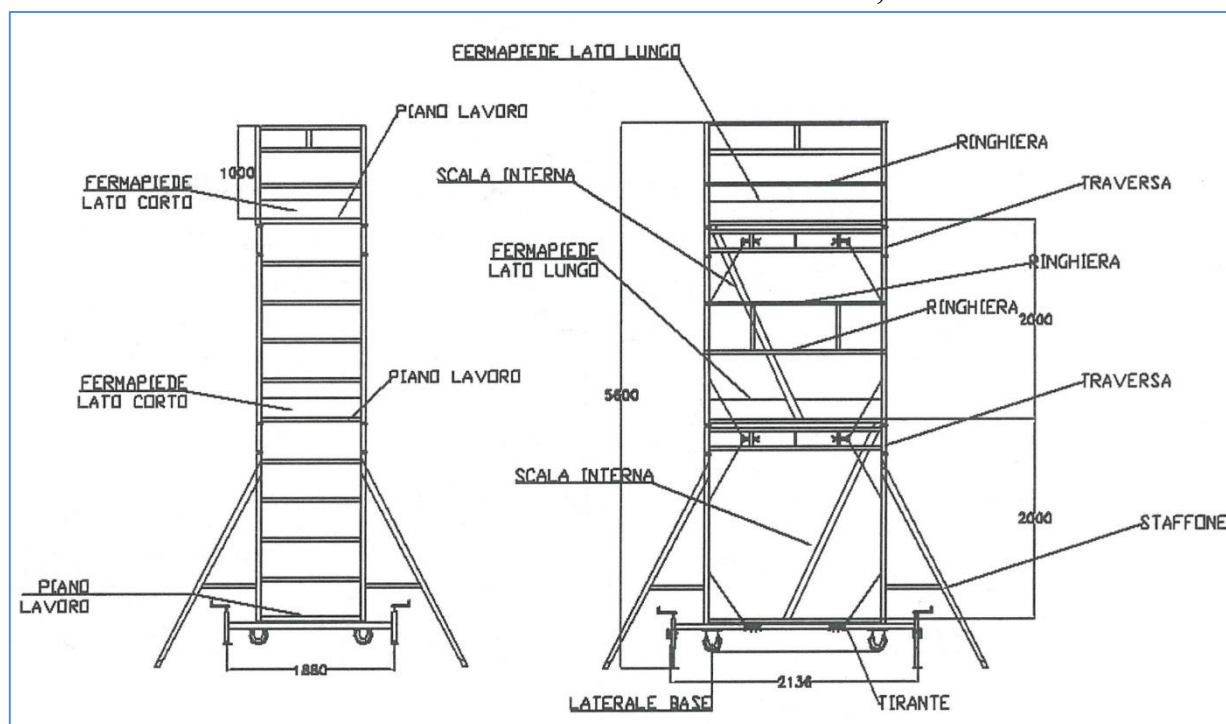 FERMAPIEDE LATO LUNGO
PIANO LAVORO
1000
FERMAPIEDE
LATO CORTO
FERMAPIEDE
LATO CORTO
PIANO LAVORO
PIANO
LAVORO
1880
RINGHIERA
SCALA INTERNA
TRAVERSA
FERMAPIEDE
LATO LUNGO
RINGHIERA
RINGHIERA
2000
5600
TRAVERSA
SCALA INTERNA
2000
STAFFONE
2136
LATERALE BASE
TIRANTE